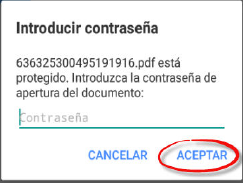 Introducir contraseña
636325300495191916.pdf está
protegido. Introduzca la contraseña de
apertura del documento:
Contraseña
CANCELAR ACEPTAR